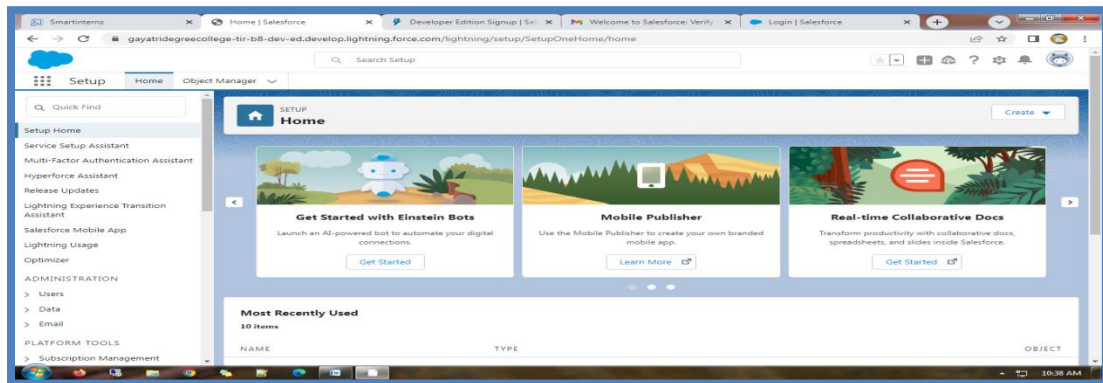 Smartinternz
Home | Salesforce
Developer Edition Signup | Sal
Welcome to Salesforce: Verify
Login | Salesforce
gayatridegreecollege-tir-b8-dev-ed.develop.lightning.force.com/lightning/setup/SetupOneHome/home
Search Setup
Setup
Home
Object Manager
Quick Find
Setup Home
Service Setup Assistant
Multi-Factor Authentication Assistant
Hyperforce Assistant
Release Updates
Lightning Experience Transition
Assistant
Salesforce Mobile App
Lightning Usage
Optimizer
ADMINISTRATION
Users
Data
Email
PLATFORM TOOLS
Subscription Management
SETUP
Home
Create
Get Started with Einstein Bots
Launch an AI-powered bot to automate your digital
connections.
Get Started
Mobile Publisher
Use the Mobile Publisher to create your own branded
mobile app.
Learn More
Real-time Collaborative Docs
Transform productivity with collaborative docs,
spreadsheets, and slides inside Salesforce.
Get Started
Most Recently Used
10 items
NAME
TYPE
OBJECT
10:38 AM